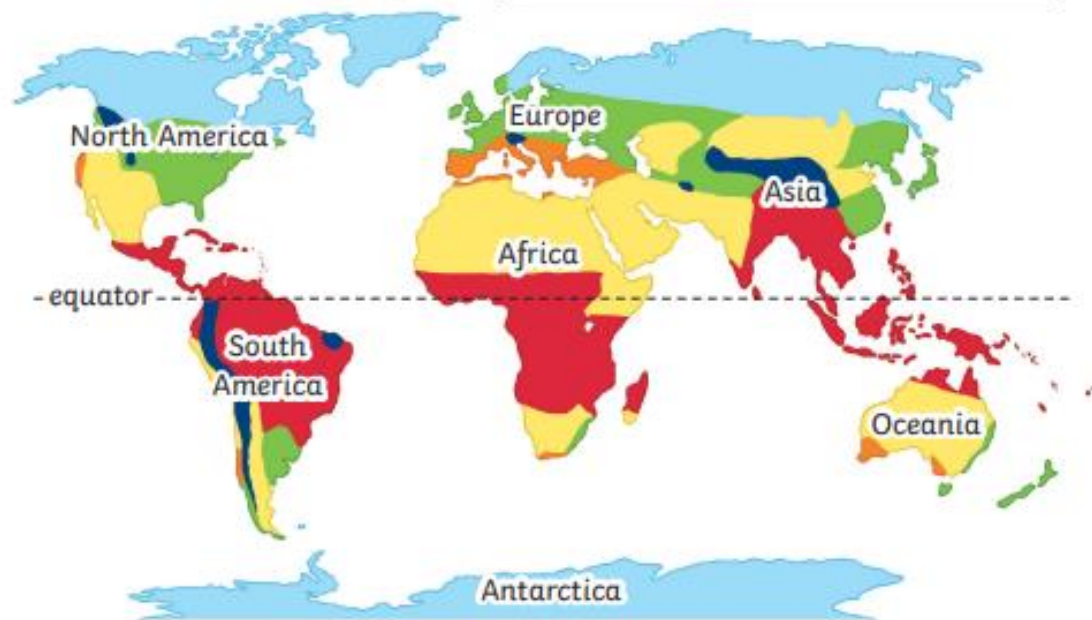 Europe
North America
Asia
Africa
equator
South
America
Oceania
Antarctica